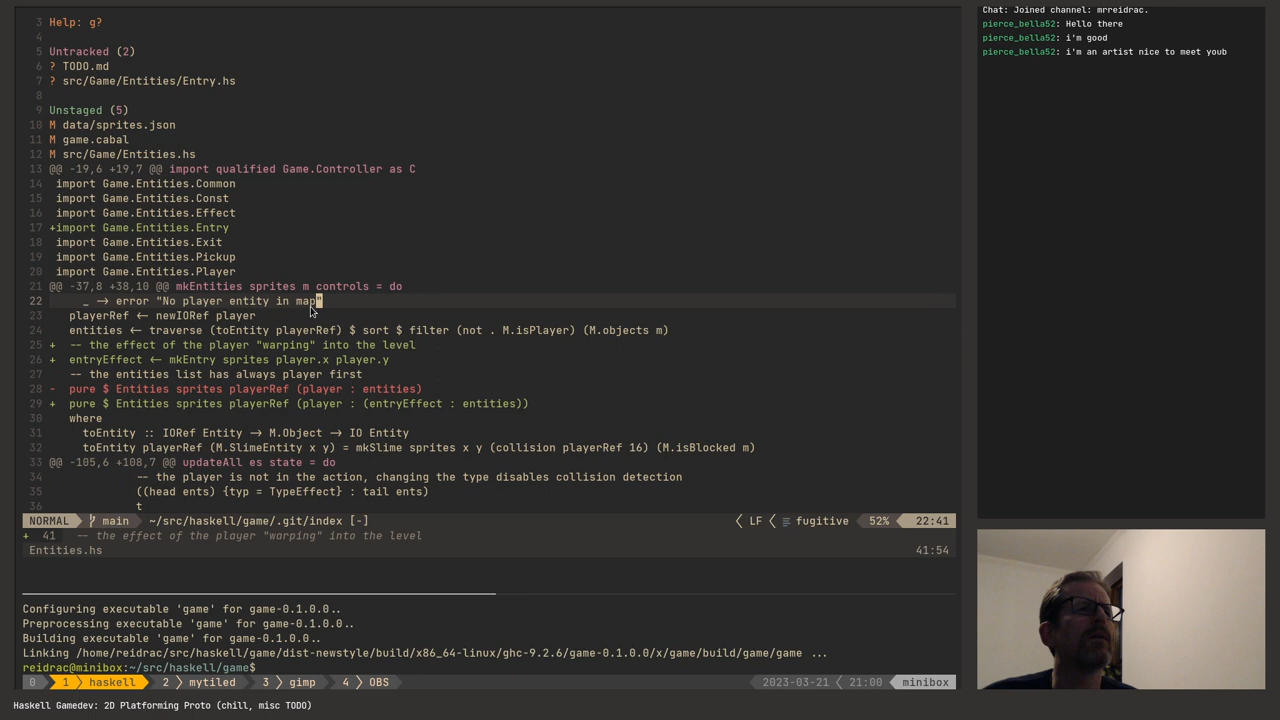 3 Help: g?
4
5 Untracked (2)
6 ? TODO.md
7 ? src/Game/Entities/Entry.hs
8
9 Unstaged (5)
10 M data/sprites.json
11 M game.cabal
12 M src/Game/Entities.hs
13 @@ -19,6 +19,7 @@ import qualified Game.Controller as C
14  import Game.Entities.Common
15  import Game.Entities.Const
16  import Game.Entities.Effect
17 +import Game.Entities.Entry
18  import Game.Entities.Exit
19  import Game.Entities.Pickup
20  import Game.Entities.Player
21 @@ -37,8 +38,10 @@ mkEntities sprites m controls = do
22      _ → error "No player entity in map"
23    playerRef ← newIORef player
24    entities ← traverse (toEntity playerRef) $ sort $ filter (not . M.isPlayer) (M.objects m)
25 +  -- the effect of the player "warping" into the level
26 +  entryEffect ← mkEntry sprites player.x player.y
27    -- the entities list has always player first
28 -  pure $ Entities sprites playerRef (player : entities)
29 +  pure $ Entities sprites playerRef (player : (entryEffect : entities))
30    where
31      toEntity :: IORef Entity → M.Object → IO Entity
32      toEntity playerRef (M.SlimeEntity x y) = mkSlime sprites x y (collision playerRef 16) (M.isBlocked m)
33 @@ -105,6 +108,7 @@ updateAll es state = do
34              -- the player is not in the action, changing the type disables collision detection
35              ((head ents) {typ = TypeEffect} : tail ents)
36              t
NORMAL main ~/src/haskell/game/.git/index [-] LF fugitive 52% 22:41
+ 41   -- the effect of the player "warping" into the level
Entities.hs 41:54
Configuring executable 'game' for game-0.1.0.0..
Preprocessing executable 'game' for game-0.1.0.0..
Building executable 'game' for game-0.1.0.0..
Linking /home/reidrac/src/haskell/game/dist-newstyle/build/x86_64-linux/ghc-9.2.6/game-0.1.0.0/x/game/build/game/game ...
reidrac@minibox:~/src/haskell/game$
0 1 haskell 2 mytiled 3 gimp 4 OBS 2023-03-21 21:00 minibox
Haskell Gamedev: 2D Platforming Proto (chill, misc TODO)
Chat: Joined channel: mrreidrac.
pierce_bella52: Hello there
pierce_bella52: i'm good
pierce_bella52: i'm an artist nice to meet youb